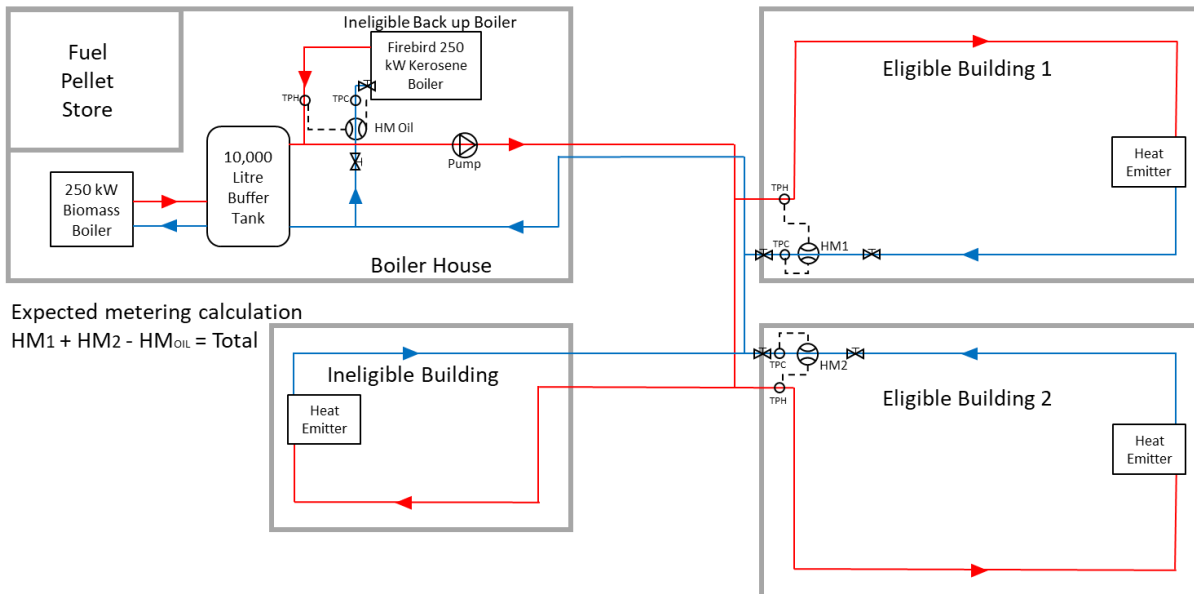 Fuel
Pellet
Store
Ineligible Back up Boiler
Firebird 250
kW Kerosene
Boiler
TPH
TPC
HM Oil
10,000
Litre
Buffer
Tank
Pump
250 kW
Biomass
Boiler
Boiler House
Eligible Building 1
Heat
Emitter
TPH
TPC
HM1
Expected metering calculation
HM1 + HM2 - HMOIL = Total
Ineligible Building
Heat
Emitter
TPC
HM2
TPH
Eligible Building 2
Heat
Emitter